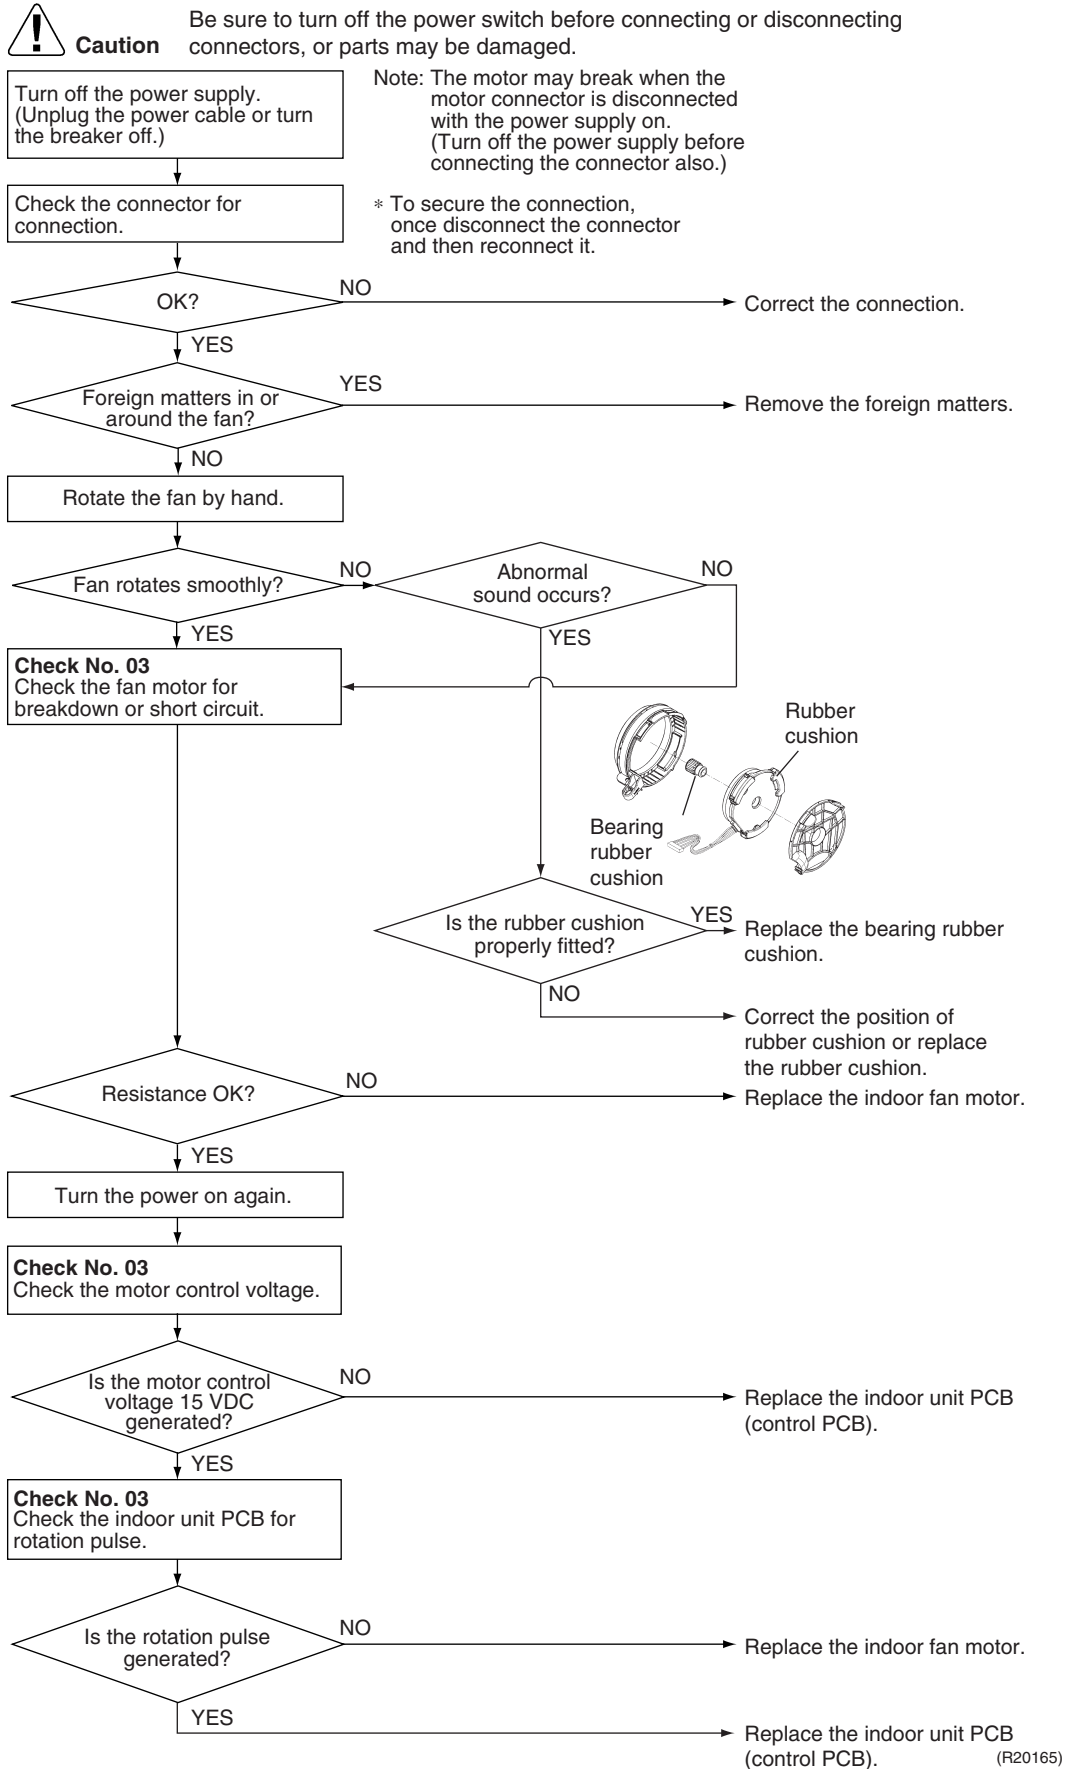 Be sure to turn off the power switch before connecting or disconnecting
Caution connectors, or parts may be damaged.
Turn off the power supply.
(Unplug the power cable or turn
the breaker off.)
Note: The motor may break when the
motor connector is disconnected
with the power supply on.
(Turn off the power supply before
connecting the connector also.)
Check the connector for
connection.
* To secure the connection,
once disconnect the connector
and then reconnect it.
OK?
NO
Correct the connection.
YES
Foreign matters in or
around the fan?
YES
Remove the foreign matters.
NO
Rotate the fan by hand.
Fan rotates smoothly?
NO
Abnormal
sound occurs?
NO
YES
YES
Check No. 03
Check the fan motor for
breakdown or short circuit.
Rubber
cushion
Bearing
rubber
cushion
Is the rubber cushion
properly fitted?
YES
Replace the bearing rubber
cushion.
NO
Correct the position of
rubber cushion or replace
the rubber cushion.
Resistance OK?
NO
Replace the indoor fan motor.
YES
Turn the power on again.
Check No. 03
Check the motor control voltage.
Is the motor control
voltage 15 VDC
generated?
NO
Replace the indoor unit PCB
(control PCB).
YES
Check No. 03
Check the indoor unit PCB for
rotation pulse.
Is the rotation pulse
generated?
NO
Replace the indoor fan motor.
YES
Replace the indoor unit PCB
(control PCB).
(R20165)